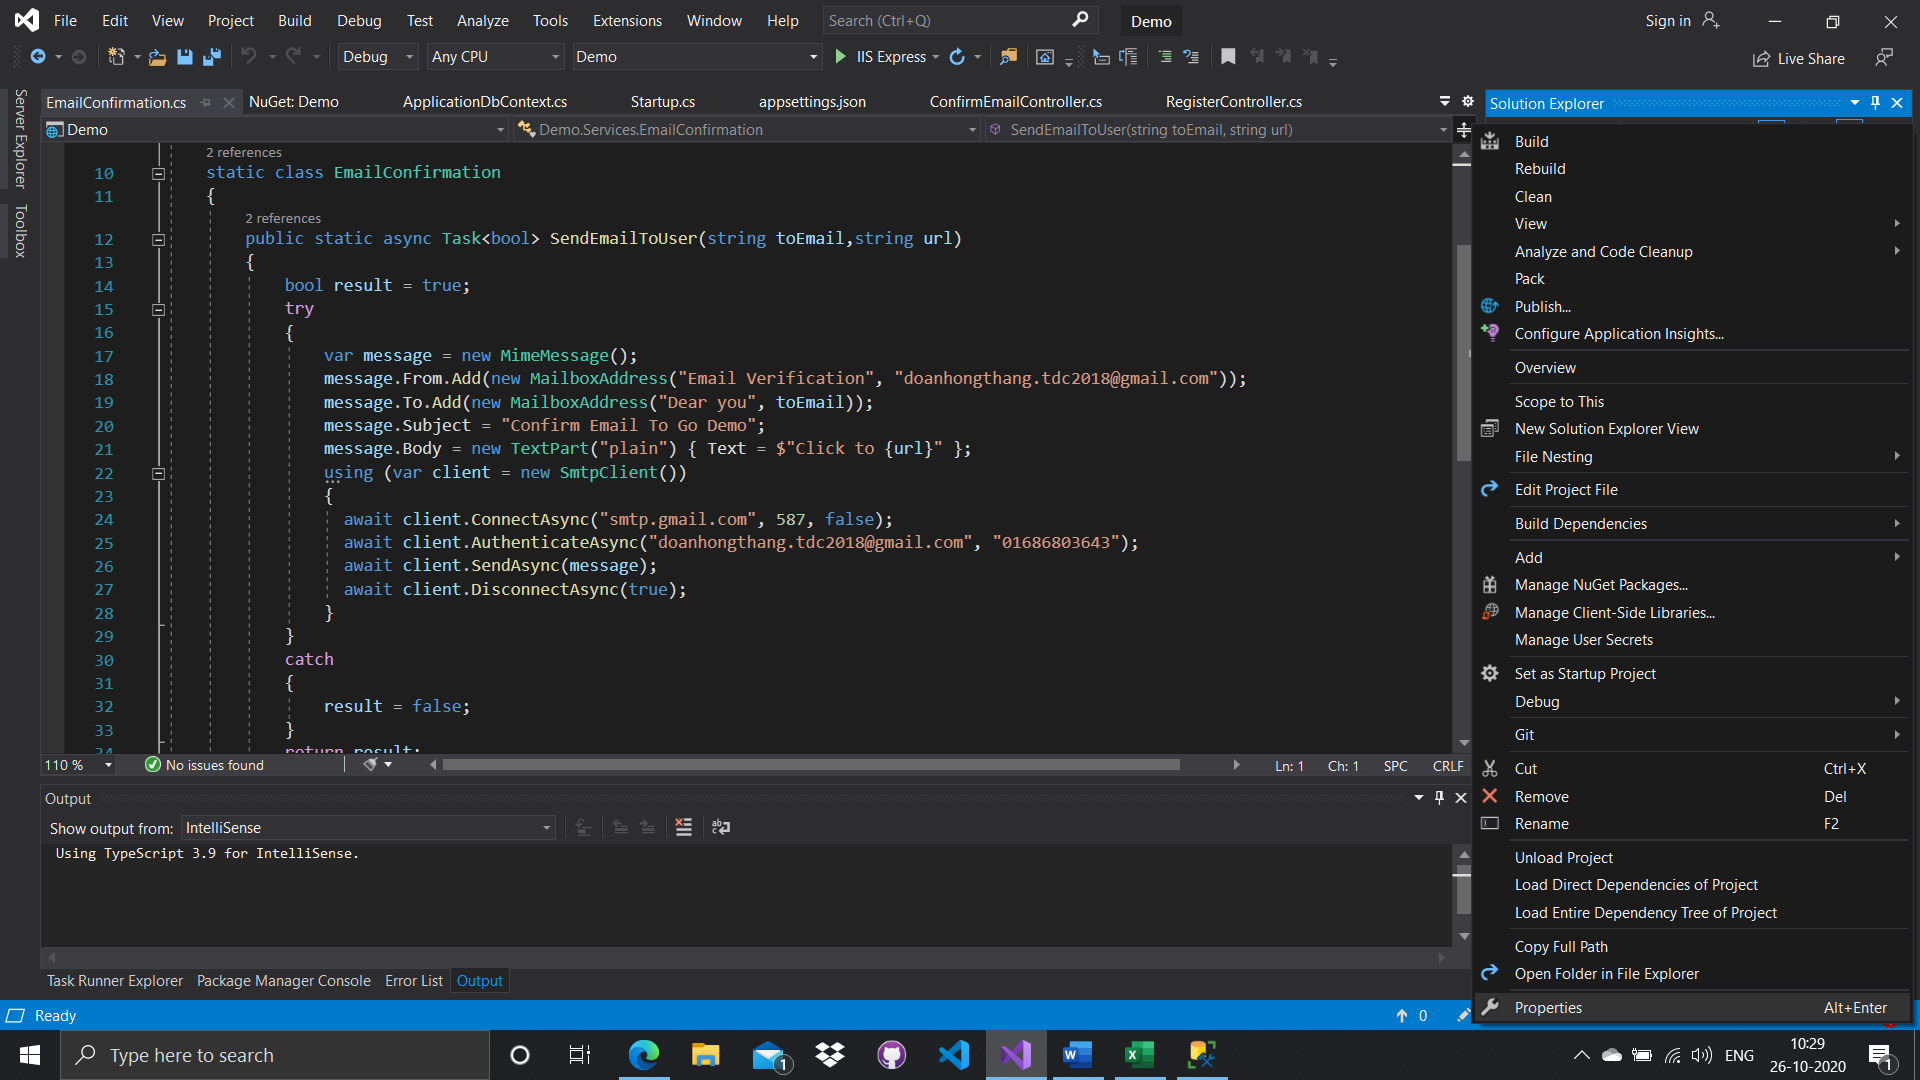 File Edit View Project Build Debug Test Analyze Tools Extensions Window Help Search (Ctrl+Q) Demo Sign in
Debug Any CPU Demo IIS Express Live Share
Server Explorer
Toolbox
EmailConfirmation.cs NuGet: Demo ApplicationDbContext.cs Startup.cs appsettings.json ConfirmEmailController.cs RegisterController.cs
Demo Demo.Services.EmailConfirmation SendEmailToUser(string toEmail, string url)
2 references
10 static class EmailConfirmation
11 {
2 references
12 public static async Task<bool> SendEmailToUser(string toEmail,string url)
13 {
14 bool result = true;
15 try
16 {
17 var message = new MimeMessage();
18 message.From.Add(new MailboxAddress("Email Verification", "doanhongthang.tdc2018@gmail.com"));
19 message.To.Add(new MailboxAddress("Dear you", toEmail));
20 message.Subject = "Confirm Email To Go Demo";
21 message.Body = new TextPart("plain") { Text = $"Click to {url}" };
22 using (var client = new SmtpClient())
23 {
24 await client.ConnectAsync("smtp.gmail.com", 587, false);
25 await client.AuthenticateAsync("doanhongthang.tdc2018@gmail.com", "01686803643");
26 await client.SendAsync(message);
27 await client.DisconnectAsync(true);
28 }
29 }
30 catch
31 {
32 result = false;
33 }
34 return result;
110 % No issues found Ln: 1 Ch: 1 SPC CRLF
Output
Show output from: IntelliSense
Using TypeScript 3.9 for IntelliSense.
Task Runner Explorer Package Manager Console Error List Output
Solution Explorer
Build
Rebuild
Clean
View
Analyze and Code Cleanup
Pack
Publish...
Configure Application Insights...
Overview
Scope to This
New Solution Explorer View
File Nesting
Edit Project File
Build Dependencies
Add
Manage NuGet Packages...
Manage Client-Side Libraries...
Manage User Secrets
Set as Startup Project
Debug
Git
Cut Ctrl+X
Remove Del
Rename F2
Unload Project
Load Direct Dependencies of Project
Load Entire Dependency Tree of Project
Copy Full Path
Open Folder in File Explorer
Properties Alt+Enter
Ready 0
Type here to search 1 ENG 10:29
26-10-2020 1